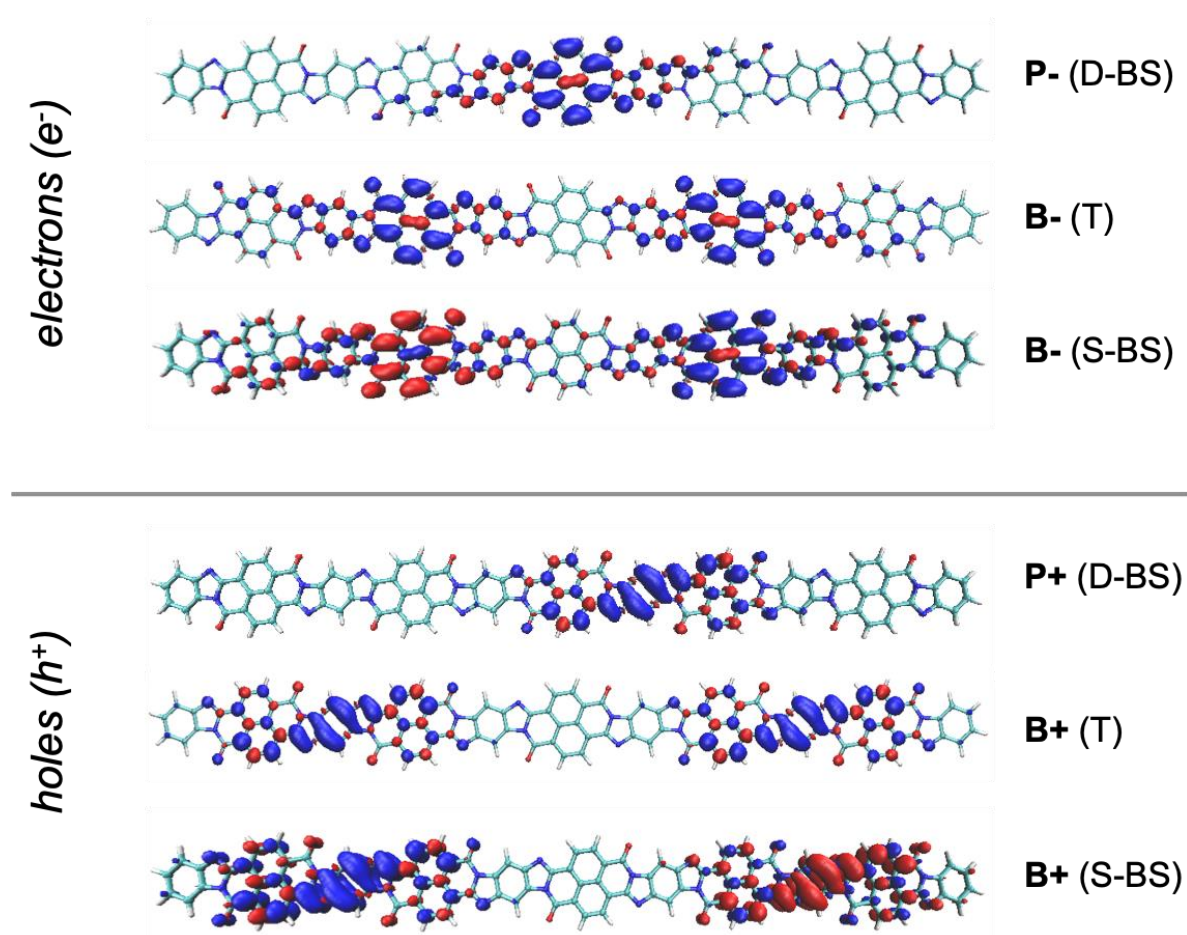 electrons (e-)
P- (D-BS)
B- (T)
B- (S-BS)
holes (h+)
P+ (D-BS)
B+ (T)
B+ (S-BS)